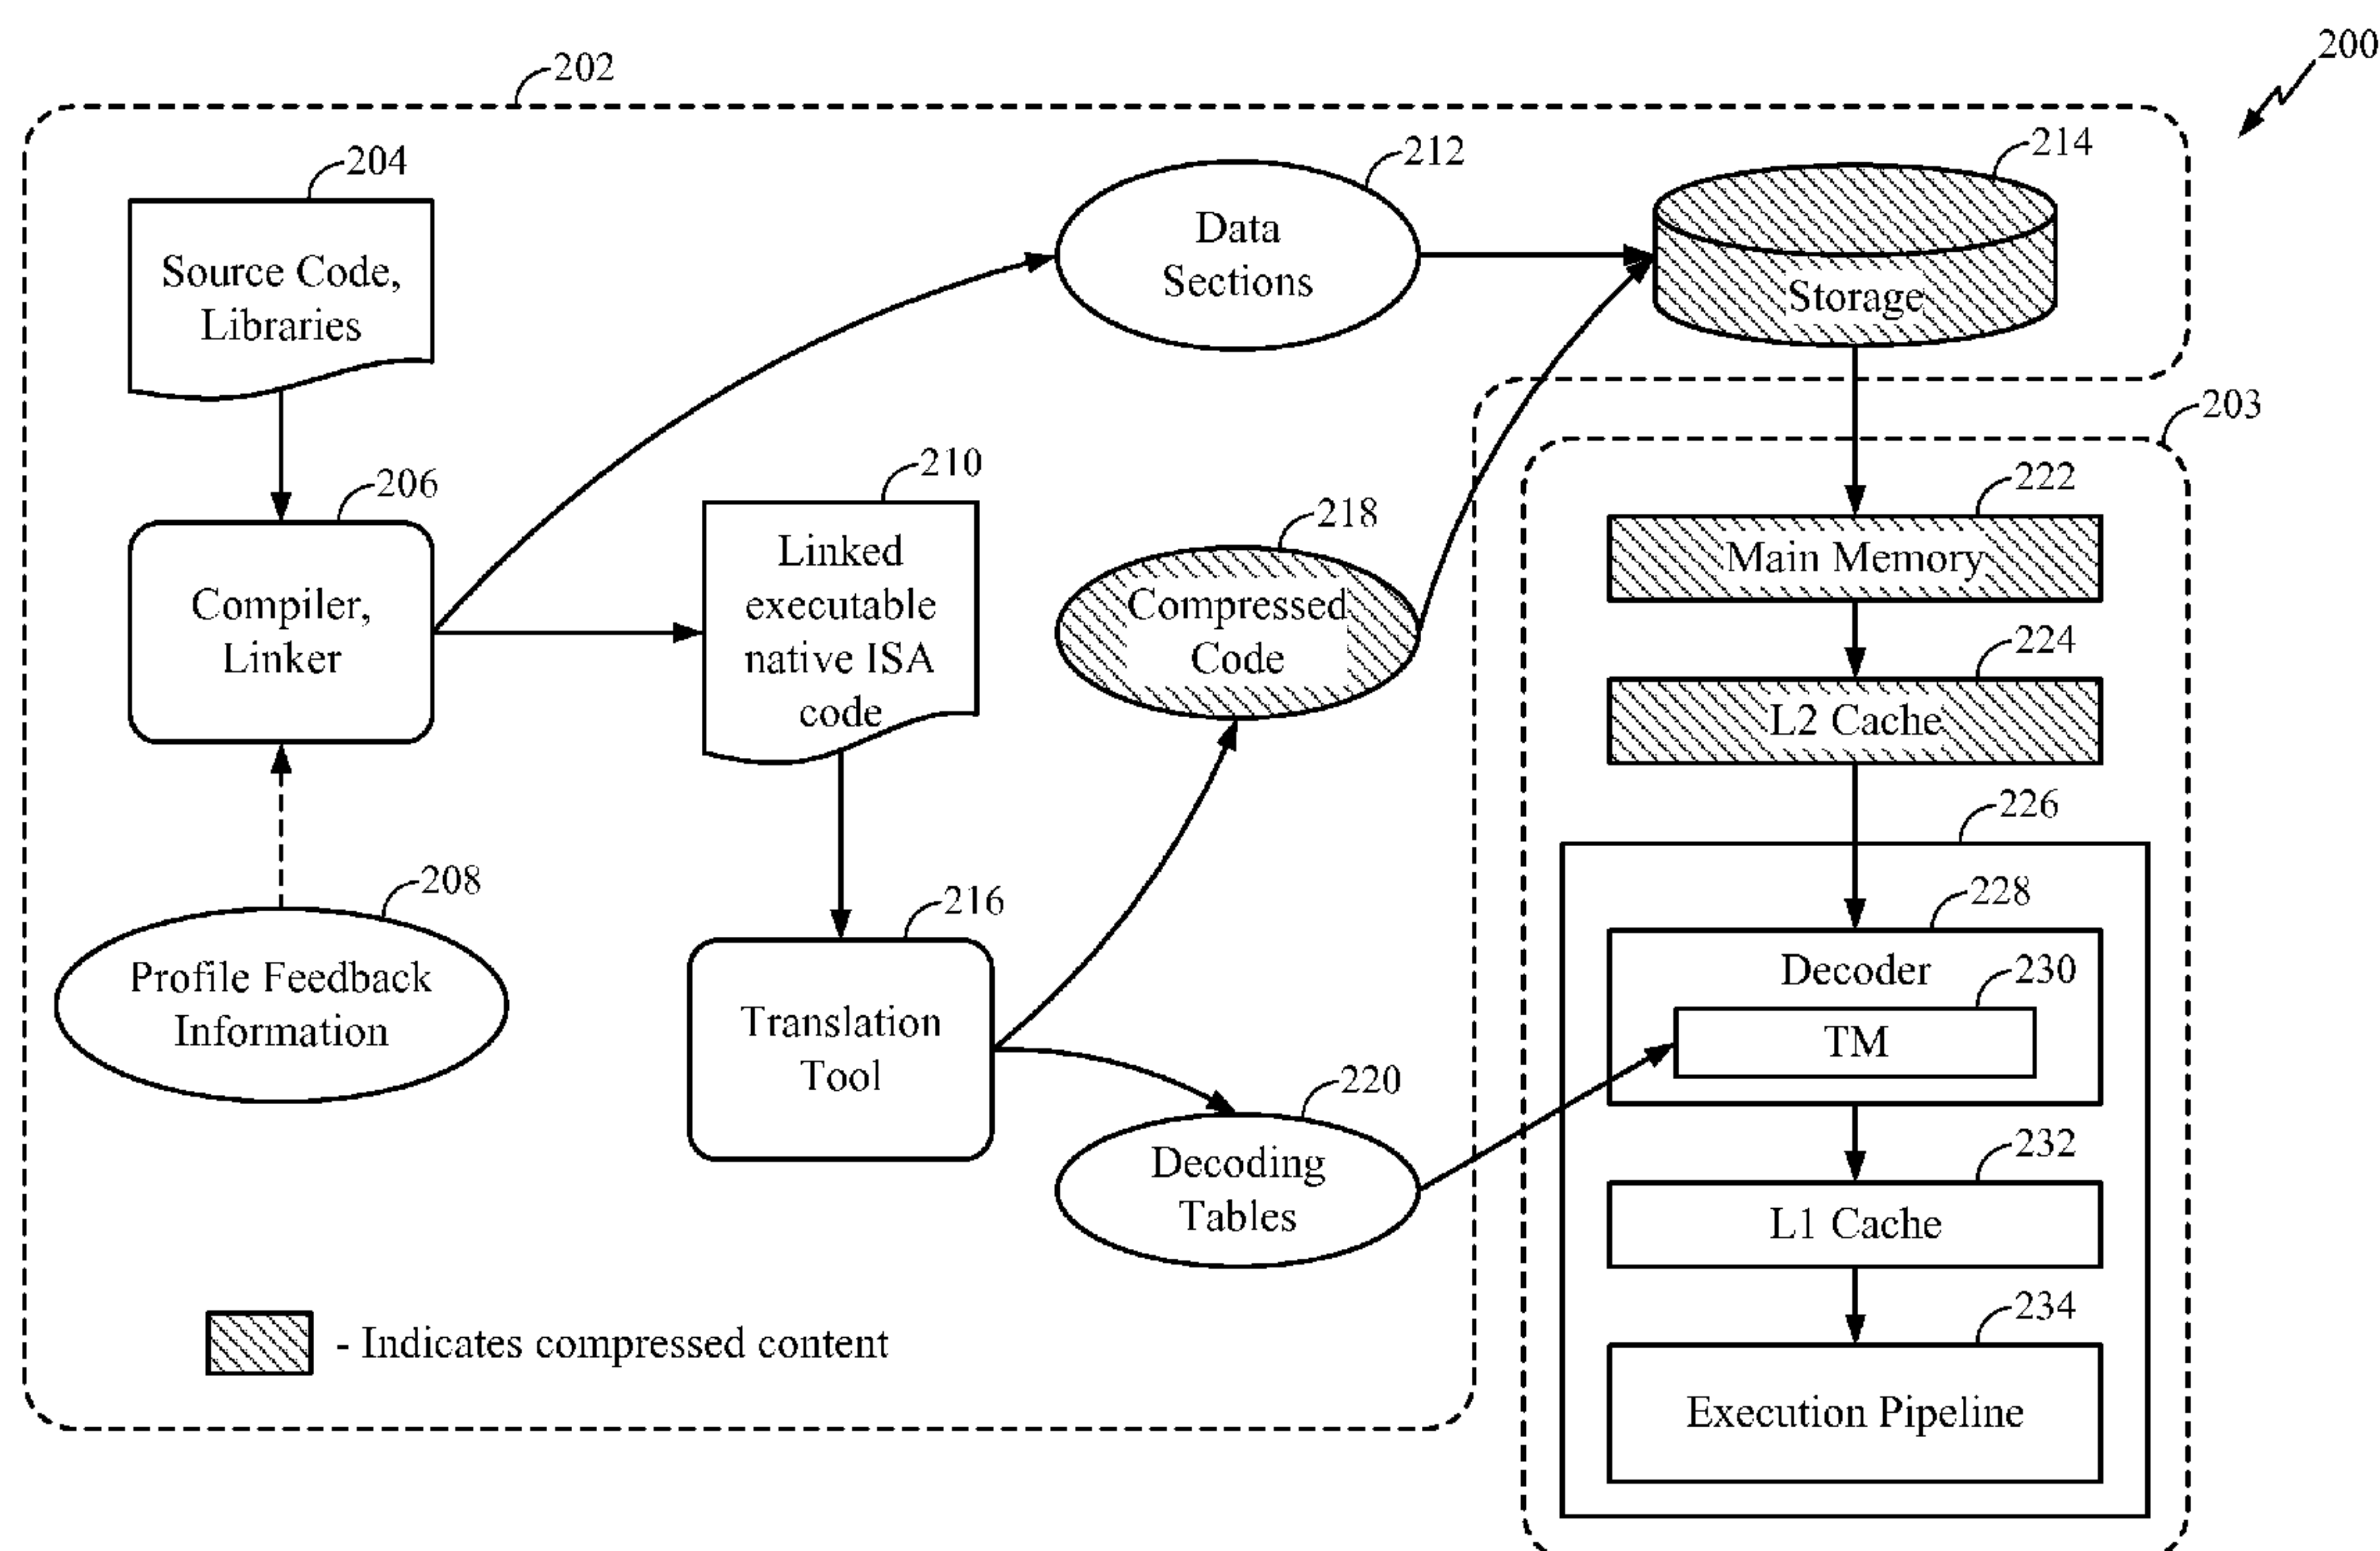 200
202
204
212
214
Source Code,
Libraries
Data
Sections
Storage
203
206
210
218
222
Compiler,
Linker
Linked
executable
native ISA
code
Compressed
Code
Main Memory
224
L2 Cache
226
208
216
228
Profile Feedback
Information
Translation
Tool
Decoder
230
TM
220
Decoding
Tables
232
L1 Cache
234
Execution Pipeline
- Indicates compressed content